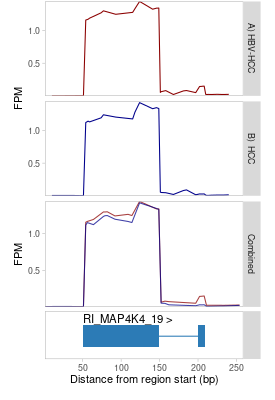 1.0
0.5
A) HBV-HCC
FPM
1.0
0.5
B) HCC
1.0
0.5
FPM
Combined
RI_MAP4K4_19 >
50
100
150
200
250
Distance from region start (bp)